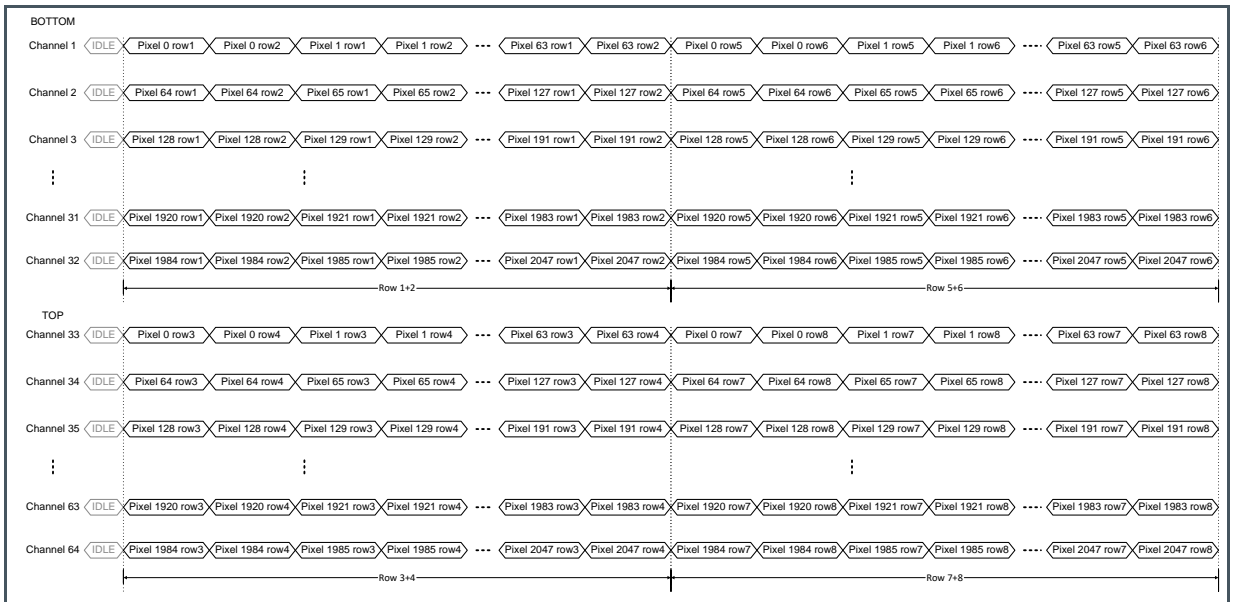 BOTTOM
Channel 1 IDLE Pixel 0 row1 Pixel 0 row2 Pixel 1 row1 Pixel 1 row2 Pixel 63 row1 Pixel 63 row2 Pixel 0 row5 Pixel 0 row6 Pixel 1 row5 Pixel 1 row6 Pixel 63 row5 Pixel 63 row6
Channel 2 IDLE Pixel 64 row1 Pixel 64 row2 Pixel 65 row1 Pixel 65 row2 Pixel 127 row1 Pixel 127 row2 Pixel 64 row5 Pixel 64 row6 Pixel 65 row5 Pixel 65 row6 Pixel 127 row5 Pixel 127 row6
Channel 3 IDLE Pixel 128 row1 Pixel 128 row2 Pixel 129 row1 Pixel 129 row2 Pixel 191 row1 Pixel 191 row2 Pixel 128 row5 Pixel 128 row6 Pixel 129 row5 Pixel 129 row6 Pixel 191 row5 Pixel 191 row6
Channel 31 IDLE Pixel 1920 row1 Pixel 1920 row2 Pixel 1921 row1 Pixel 1921 row2 Pixel 1983 row1 Pixel 1983 row2 Pixel 1920 row5 Pixel 1920 row6 Pixel 1921 row5 Pixel 1921 row6 Pixel 1983 row5 Pixel 1983 row6
Channel 32 IDLE Pixel 1984 row1 Pixel 1984 row2 Pixel 1985 row1 Pixel 1985 row2 Pixel 2047 row1 Pixel 2047 row2 Pixel 1984 row5 Pixel 1984 row6 Pixel 1985 row5 Pixel 1985 row6 Pixel 2047 row5 Pixel 2047 row6
Row 1+2 Row 5+6
TOP
Channel 33 IDLE Pixel 0 row3 Pixel 0 row4 Pixel 1 row3 Pixel 1 row4 Pixel 63 row3 Pixel 63 row4 Pixel 0 row7 Pixel 0 row8 Pixel 1 row7 Pixel 1 row8 Pixel 63 row7 Pixel 63 row8
Channel 34 IDLE Pixel 64 row3 Pixel 64 row4 Pixel 65 row3 Pixel 65 row4 Pixel 127 row3 Pixel 127 row4 Pixel 64 row7 Pixel 64 row8 Pixel 65 row7 Pixel 65 row8 Pixel 127 row7 Pixel 127 row8
Channel 35 IDLE Pixel 128 row3 Pixel 128 row4 Pixel 129 row3 Pixel 129 row4 Pixel 191 row3 Pixel 191 row4 Pixel 128 row7 Pixel 128 row8 Pixel 129 row7 Pixel 129 row8 Pixel 191 row7 Pixel 191 row8
Channel 63 IDLE Pixel 1920 row3 Pixel 1920 row4 Pixel 1921 row3 Pixel 1921 row4 Pixel 1983 row3 Pixel 1983 row4 Pixel 1920 row7 Pixel 1920 row8 Pixel 1921 row7 Pixel 1921 row8 Pixel 1983 row7 Pixel 1983 row8
Channel 64 IDLE Pixel 1984 row3 Pixel 1984 row4 Pixel 1985 row3 Pixel 1985 row4 Pixel 2047 row3 Pixel 2047 row4 Pixel 1984 row7 Pixel 1984 row8 Pixel 1985 row7 Pixel 1985 row8 Pixel 2047 row7 Pixel 2047 row8
Row 3+4 Row 7+8